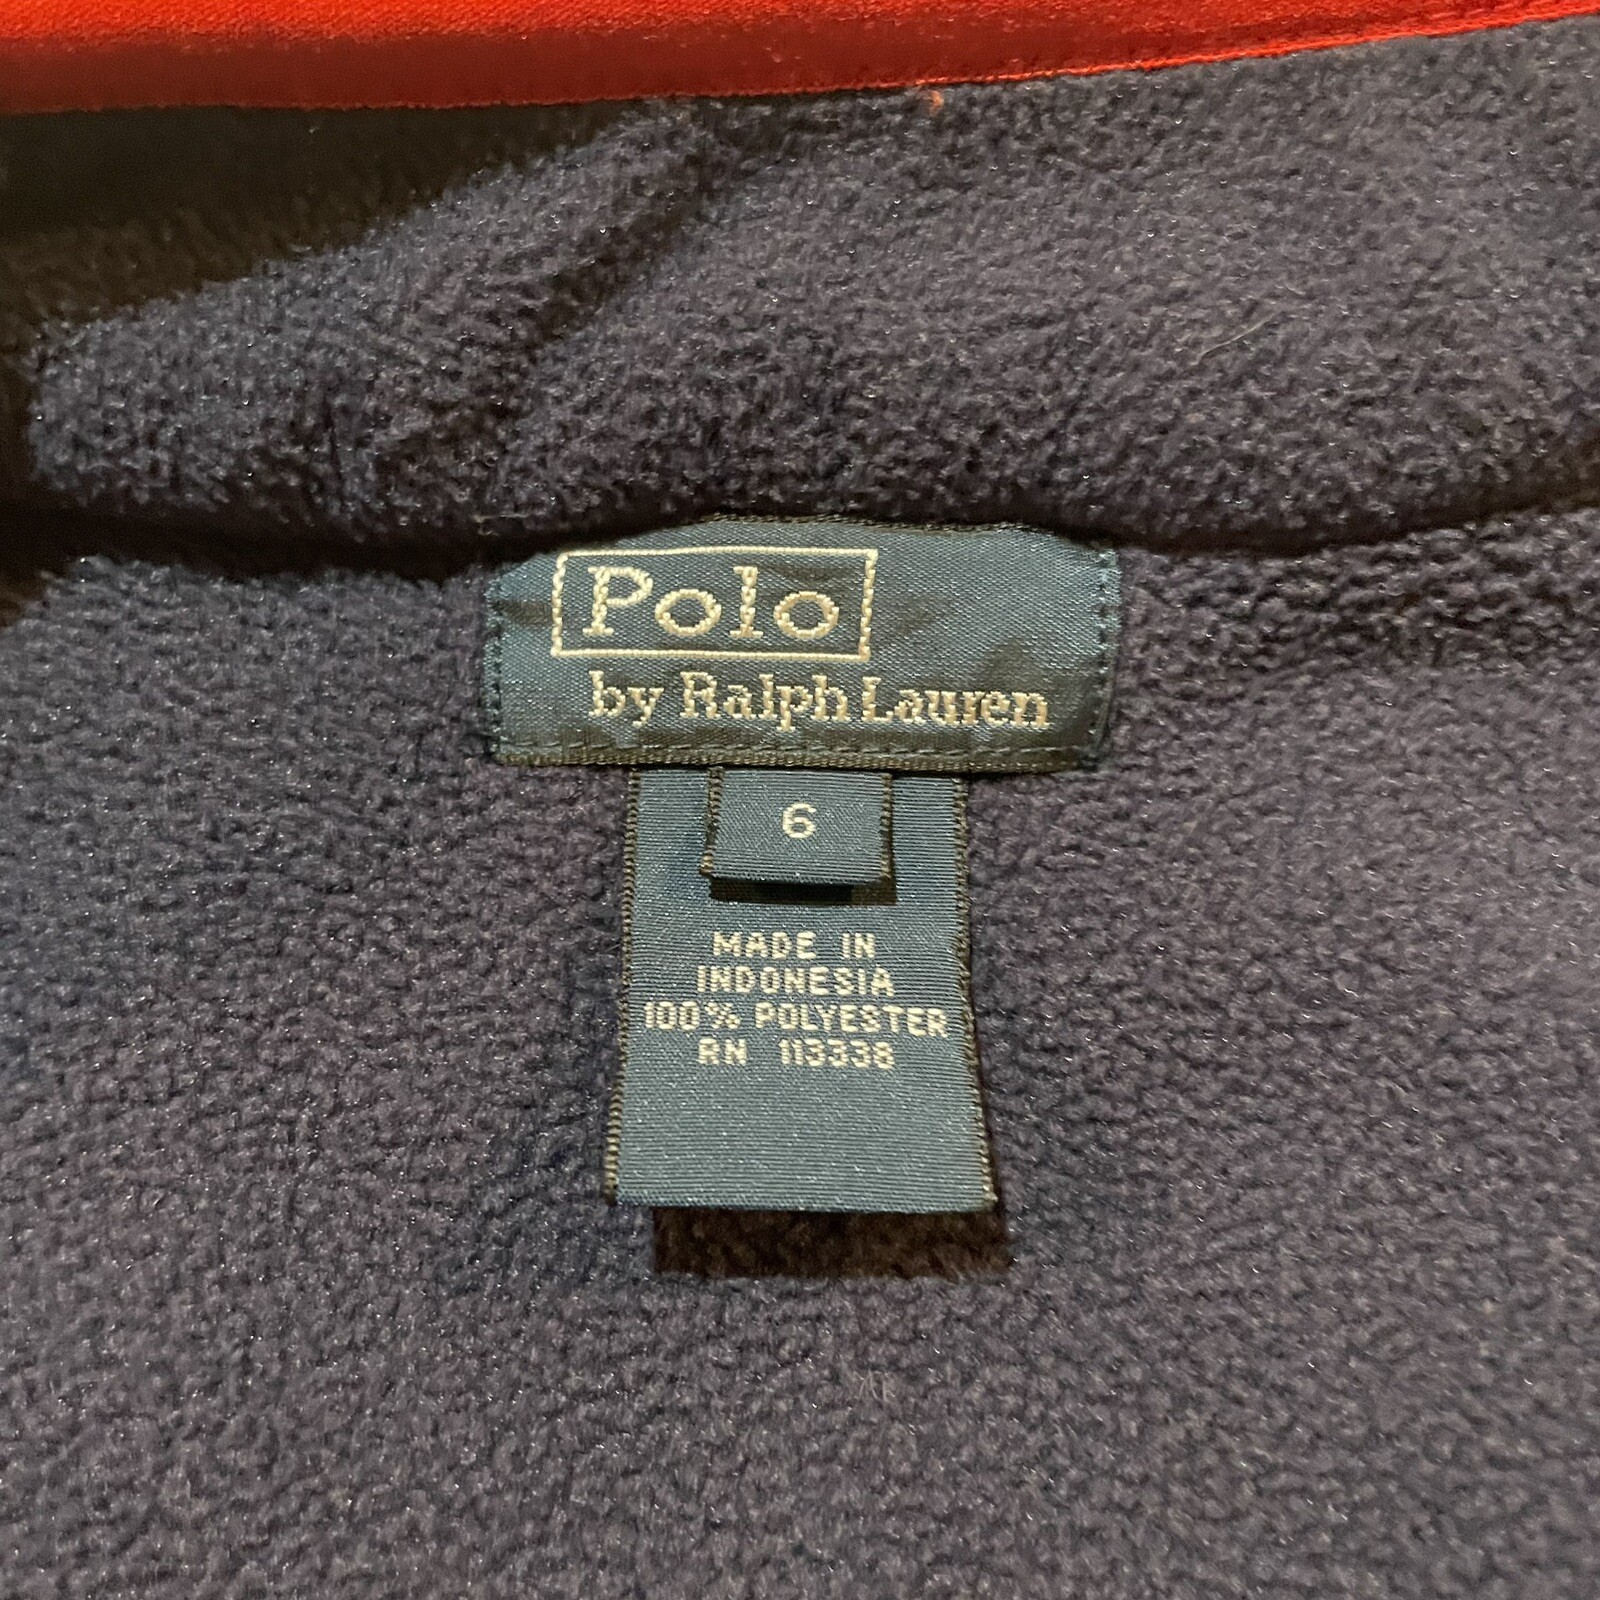 Polo
by Ralph Lauren
6
MADE IN
INDONESIA
100% POLYESTER
RN 113338